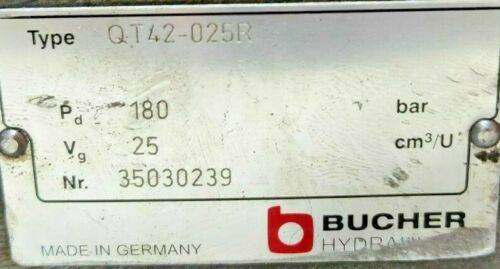 Type QT42-025R
Pd 180 bar
Vg 25 cm³/U
Nr. 35030239
BUCHER
MADE IN GERMANY